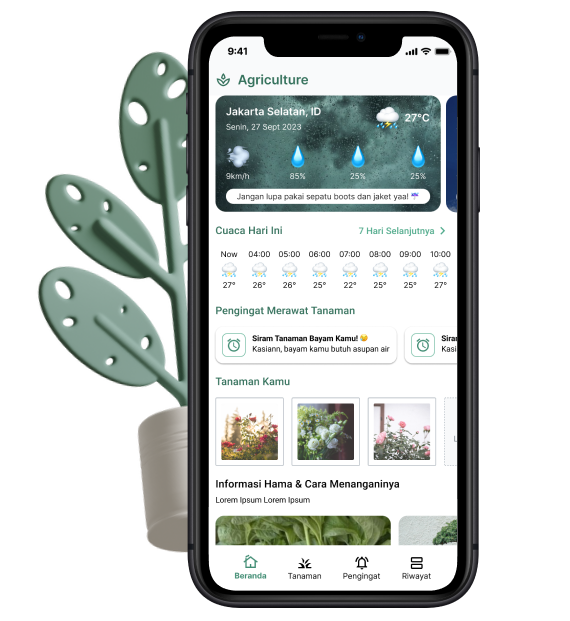 9:41
Agriculture
Jakarta Selatan, ID
Senin, 27 Sept 2023
27°C
9km/h 85% 25% 25%
Jangan lupa pakai sepatu boots dan jaket yaa! ☔
Cuaca Hari Ini 7 Hari Selanjutnya
Now 04:00 05:00 06:00 07:00 08:00 09:00 10:00
27° 26° 26° 25° 22° 25° 25° 27°
Pengingat Merawat Tanaman
Siram Tanaman Bayam Kamu! 😉
Kasiann, bayam kamu butuh asupan air
Siram
Kasi
Tanaman Kamu
L
Informasi Hama & Cara Menanganinya
Lorem Ipsum Lorem Ipsum
Beranda Tanaman Pengingat Riwayat